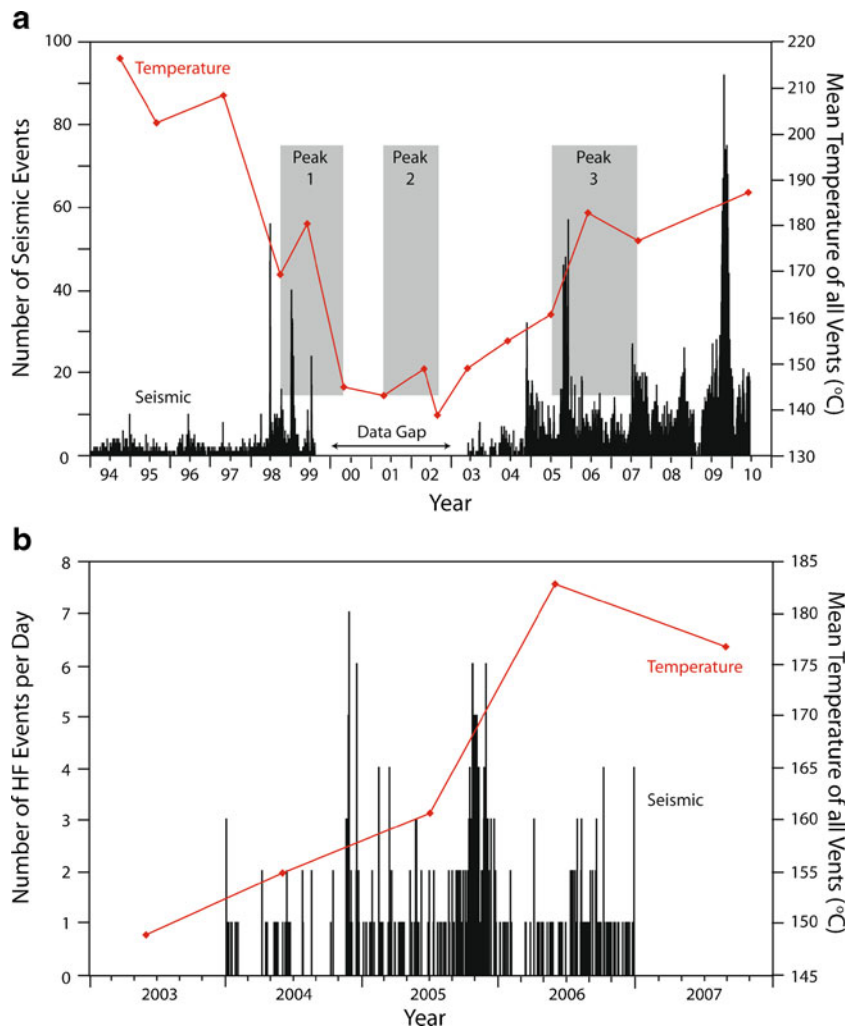 a
100
80
60
40
20
0
Number of Seismic Events
220
210
200
190
180
170
160
150
140
130
Mean Temperature of all Vents (°C)
Temperature
Peak 1
Peak 2
Peak 3
Seismic
Data Gap
94 95 96 97 98 99 00 01 02 03 04 05 06 07 09 10
Year
b
8
7
6
5
4
3
2
1
0
Number of HF Events per Day
185
180
175
170
165
160
155
150
145
Mean Temperature of all Vents (°C)
Temperature
Seismic
2003 2004 2005 2006 2007
Year